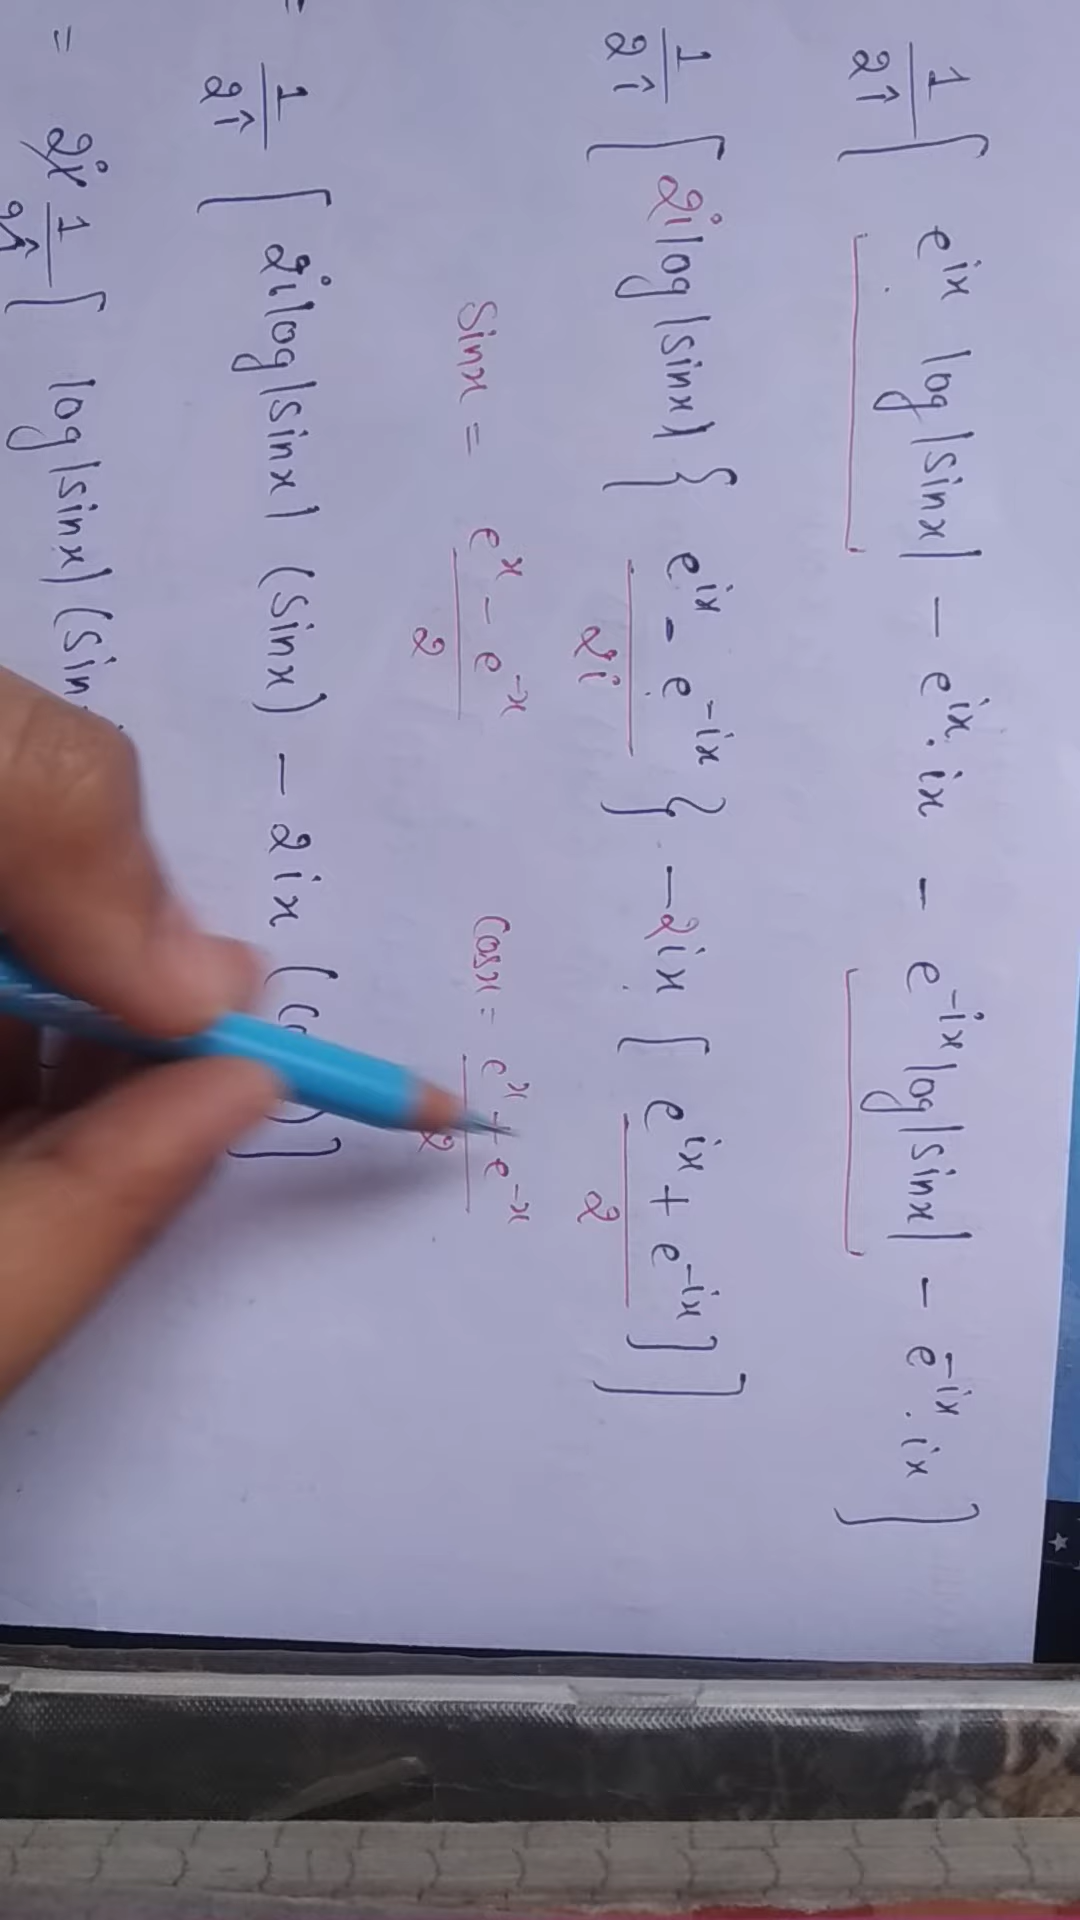 1/2i [ e^ix log|sinx| - e^ix.ix - e^-ix log|sinx| - e^-ix.ix ]
1/2i [ 2i log|sinx| { e^ix - e^-ix / 2i } - 2ix [ e^ix + e^-ix / 2 ] ]
Sinx = e^x - e^-x / 2 Cosx = e^x + e^-x / 2
= 1/2i [ 2i log|sinx| (sinx) - 2ix ( ) ]
= 2i 1/2i [ log|sinx| (sin